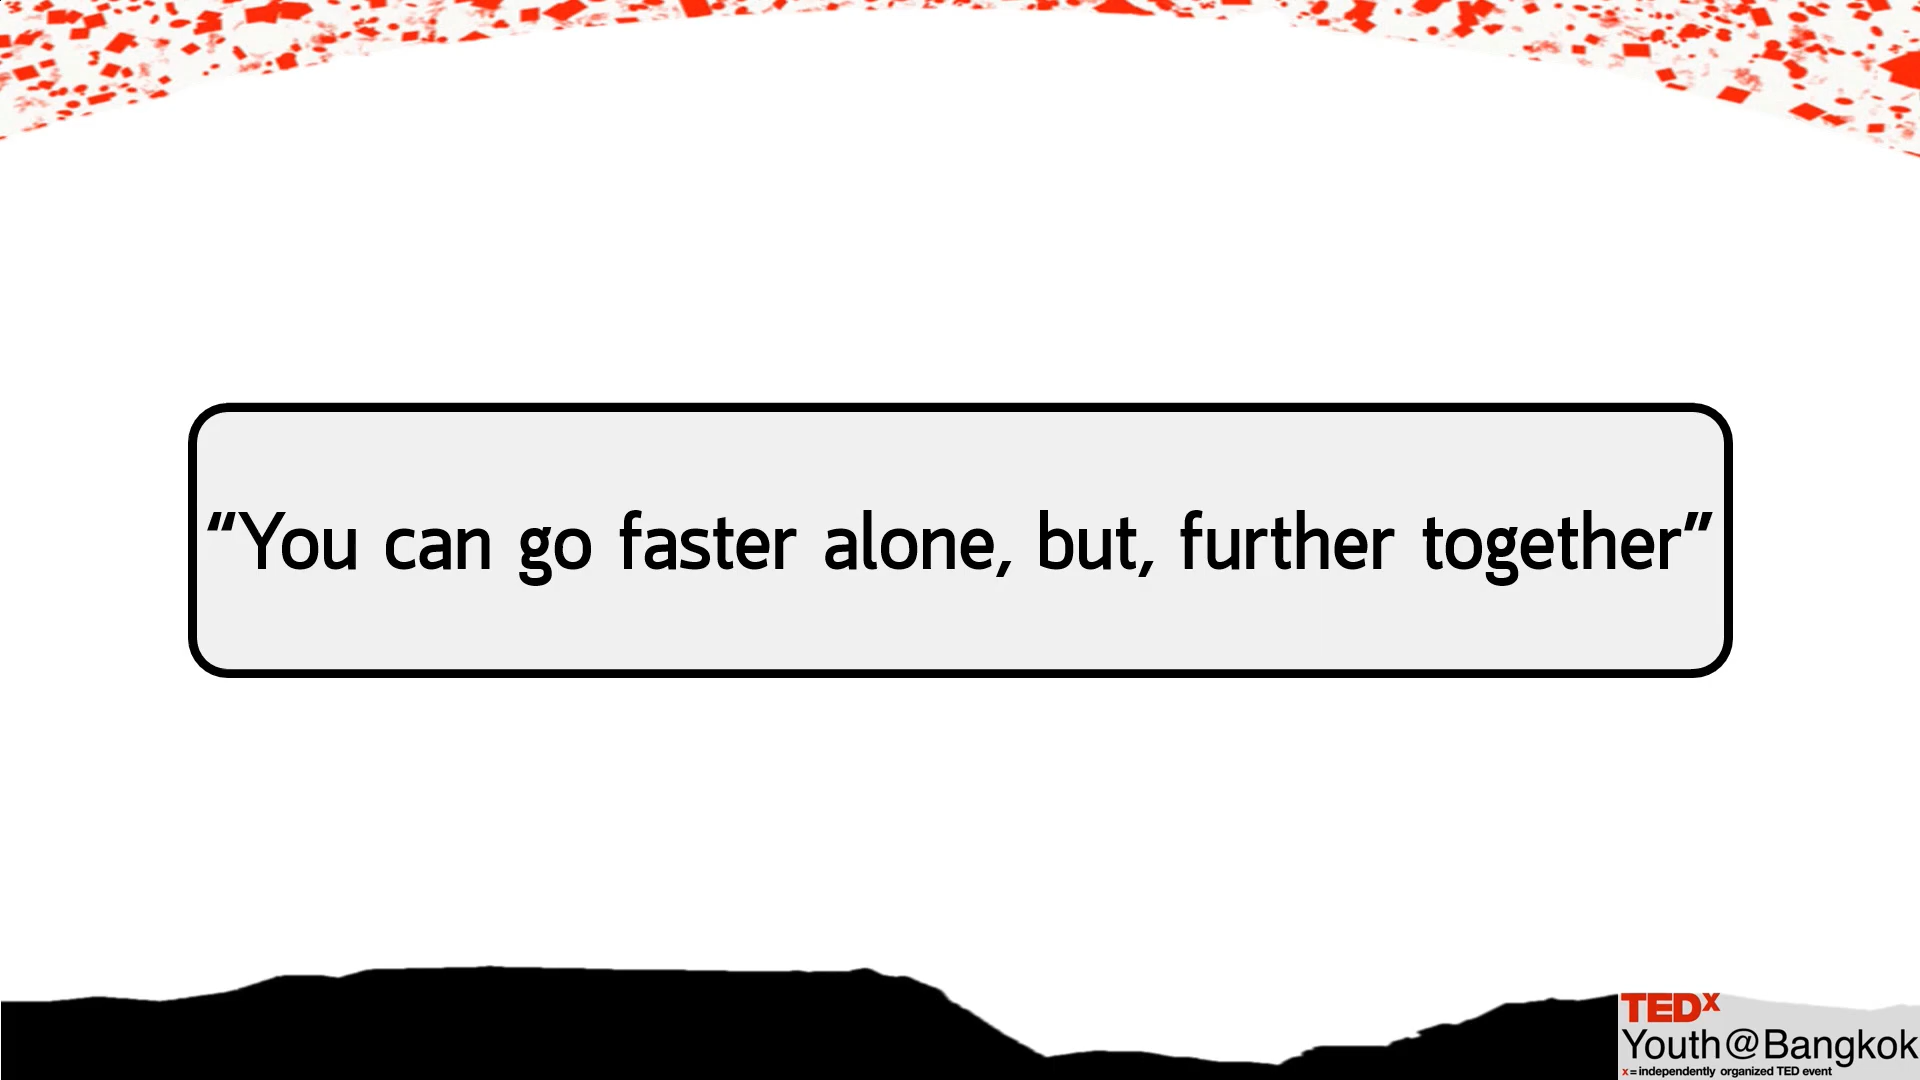 “You can go faster alone, but, further together”
TEDx
Youth@Bangkok
x = independently organized TED event